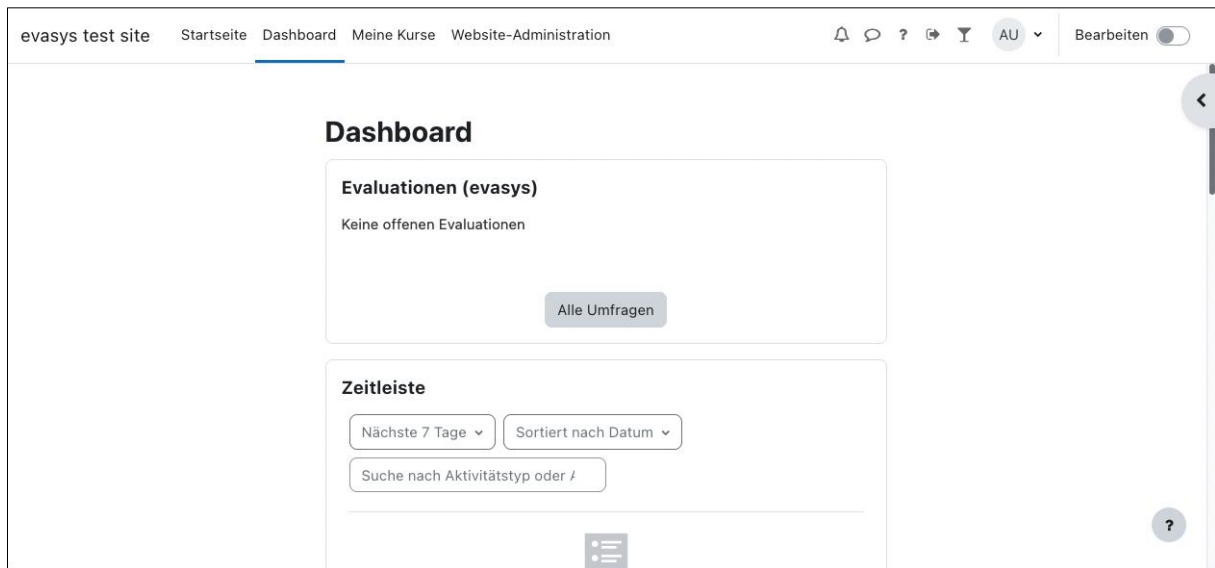 evasys test site Startseite Dashboard Meine Kurse Website-Administration ? AU Bearbeiten
Dashboard
Evaluationen (evasys)
Keine offenen Evaluationen
Alle Umfragen
Zeitleiste
Nächste 7 Tage Sortiert nach Datum
Suche nach Aktivitätstyp oder
?